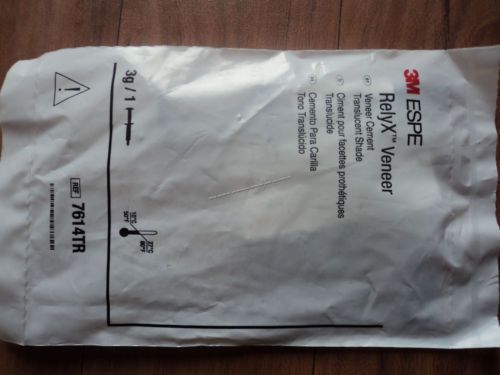 3M ESPE
RelyX™ Veneer
Veneer Cement
Translucent Shade
Ciment pour facettes prothétiques
Translucide
Cemento Para Carilla
Tono Translúcido
3g / 1
REF 7614TR